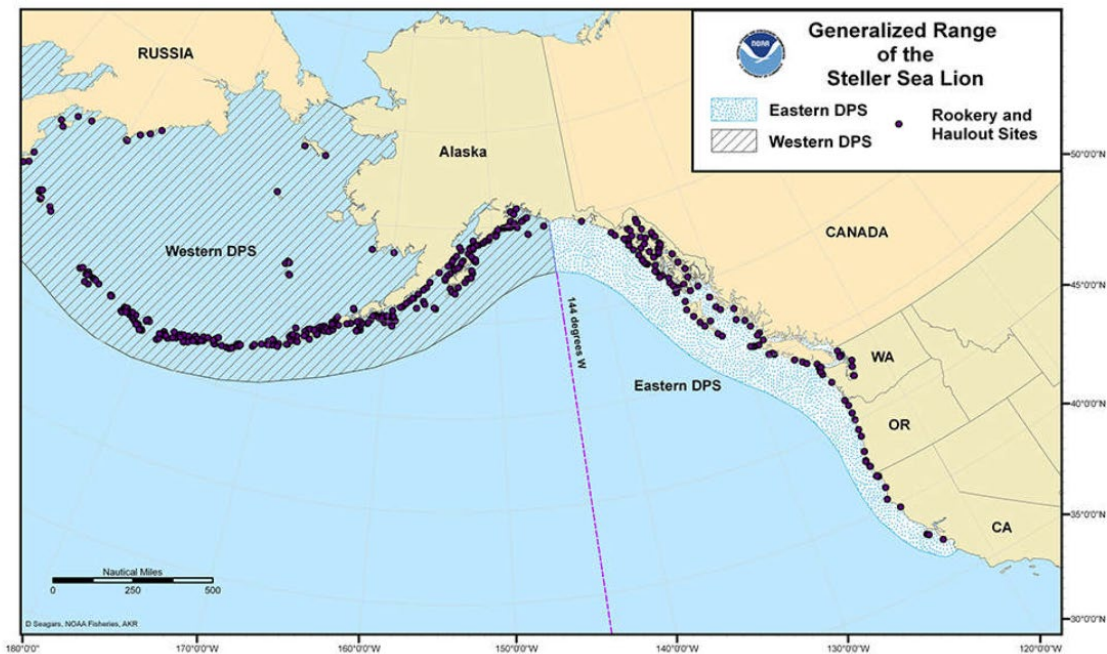 Generalized Range
of the
Steller Sea Lion
NOAA
Eastern DPS
Western DPS
Rookery and
Haulout Sites
RUSSIA
Alaska
CANADA
Western DPS
144 degrees W
Eastern DPS
WA
OR
CA
50°0'0"N
45°0'0"N
40°0'0"N
35°0'0"N
30°0'0"N
Nautical Miles
0 250 500
D Seagars, NOAA Fisheries, AKR
180°0'0" 170°0'0"W 160°0'0"W 150°0'0"W 140°0'0"W 130°0'0"W 120°0'0"W